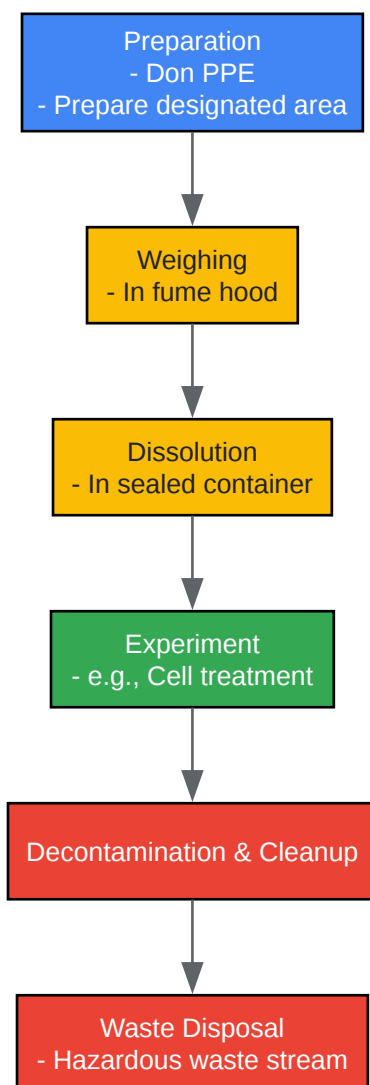 Preparation
- Don PPE
- Prepare designated area
Weighing
- In fume hood
Dissolution
- In sealed container
Experiment
- e.g., Cell treatment
Decontamination & Cleanup
Waste Disposal
- Hazardous waste stream